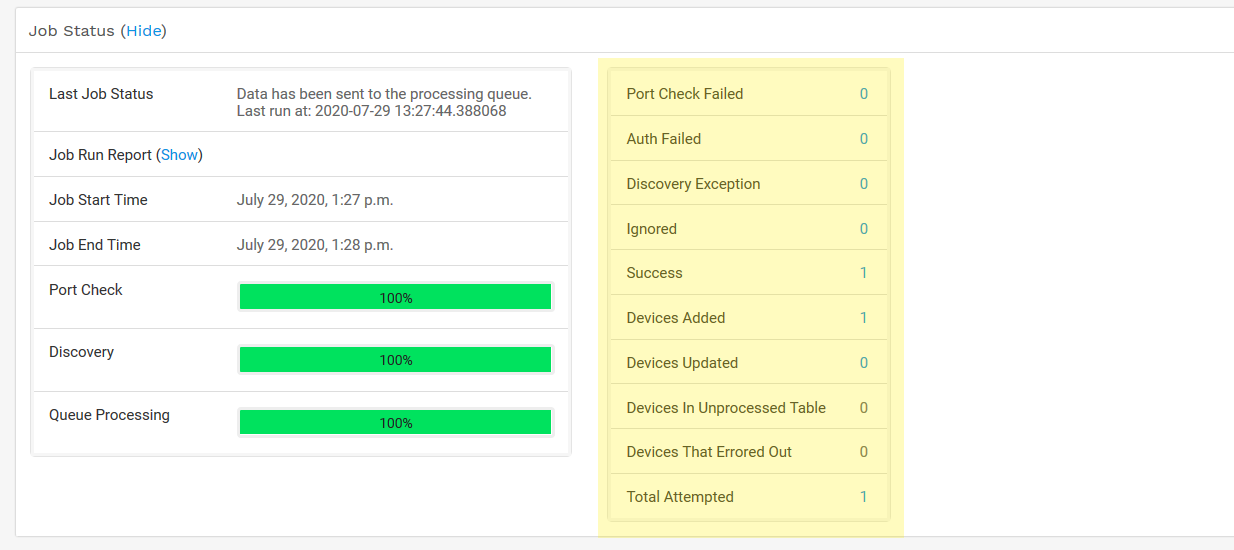 Job Status (Hide)
Last Job Status
Data has been sent to the processing queue.
Last run at: 2020-07-29 13:27:44.388068
Job Run Report (Show)
Job Start Time July 29, 2020, 1:27 p.m.
Job End Time July 29, 2020, 1:28 p.m.
Port Check 100%
Discovery 100%
Queue Processing 100%
Port Check Failed 0
Auth Failed 0
Discovery Exception 0
Ignored 0
Success 1
Devices Added 1
Devices Updated 0
Devices In Unprocessed Table 0
Devices That Errored Out 0
Total Attempted 1